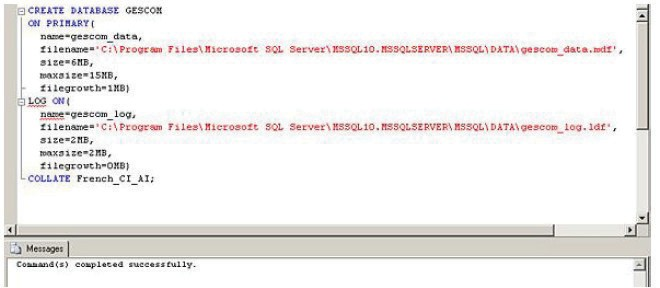 CREATE DATABASE GESCOM
ON PRIMARY(
name=gescom_data,
filename='C:\Program Files\Microsoft SQL Server\MSSQL10.MSSQLSERVER\MSSQL\DATA\gescom_data.mdf',
size=6MB,
maxsize=15MB,
filegrowth=1MB)
LOG ON(
name=gescom_log,
filename='C:\Program Files\Microsoft SQL Server\MSSQL10.MSSQLSERVER\MSSQL\DATA\gescom_log.ldf',
size=2MB,
maxsize=2MB,
filegrowth=0MB)
COLLATE French_CI_AI;
Messages
Command(s) completed successfully.